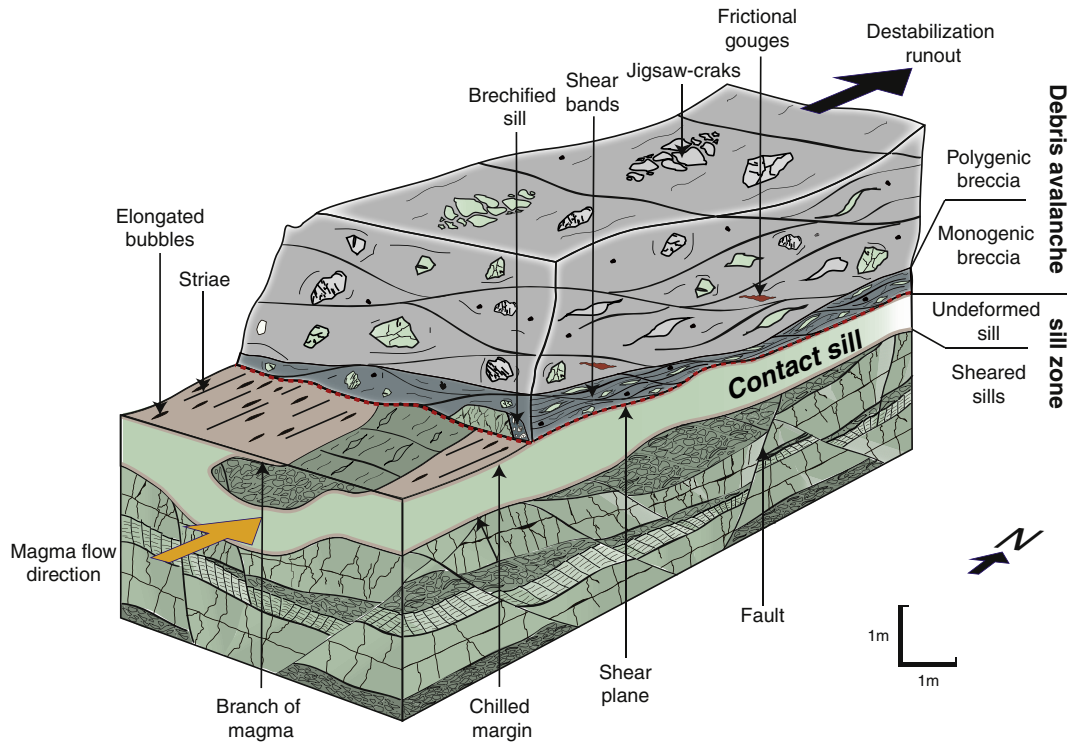 Frictional
gouges
Destabilization
runout
Jigsaw-craks
Shear
bands
Brechified
sill
Debris avalanche
Polygenic
breccia
Elongated
bubbles
Monogenic
breccia
Striae
Undeformed
sill
sill zone
Contact sill
Sheared
sills
Magma flow
direction
N
Fault
1m
1m
Shear
plane
Branch of
magma
Chilled
margin